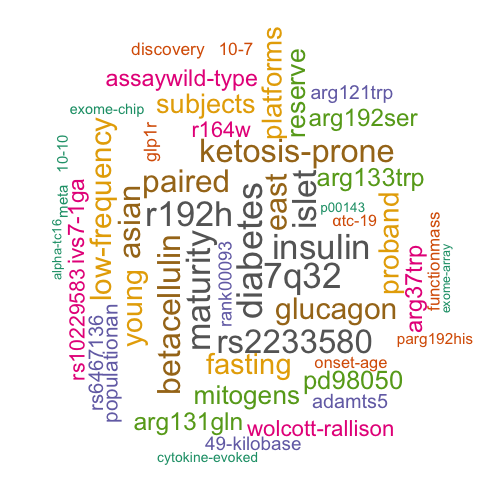 discovery 10-7
assaywild-type
platforms
reserve
arg121trp
exome-chip
subjects
arg192ser
r164w
glp1r
ketosis-prone
10-10
low-frequency
paired
arg133trp
meta
ivs7-1ga
asian
r192h
diabetes
east
islet
p00143
αtc-19
proband
alpha-tc16
young
maturity
rank00093
insulin
functionmass
exome-array
arg37trp
rs10229583
betacellulin
7q32
glucagon
rs6467136
populationan
rs2233580
parg192his
fasting
onset-age
mitogens
pd98050
adamts5
arg131gln
wolcott-rallison
49-kilobase
cytokine-evoked